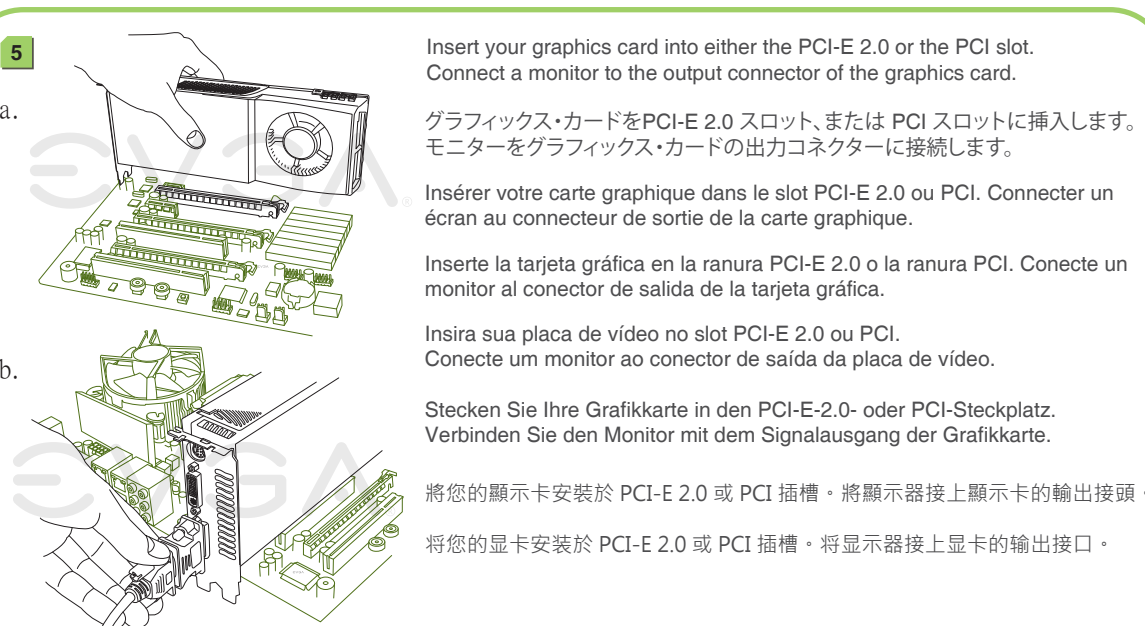 5
a.
Insert your graphics card into either the PCI-E 2.0 or the PCI slot.
Connect a monitor to the output connector of the graphics card.
グラフィックス・カードをPCI-E 2.0 スロット、または PCI スロットに挿入します。
モニターをグラフィックス・カードの出力コネクターに接続します。
EVGA®
Insérer votre carte graphique dans le slot PCI-E 2.0 ou PCI. Connecter un
écran au connecteur de sortie de la carte graphique.
Inserte la tarjeta gráfica en la ranura PCI-E 2.0 o la ranura PCI. Conecte un
monitor al conector de salida de la tarjeta gráfica.
b.
Insira sua placa de vídeo no slot PCI-E 2.0 ou PCI.
Conecte um monitor ao conector de saída da placa de vídeo.
Stecken Sie Ihre Grafikkarte in den PCI-E-2.0- oder PCI-Steckplatz.
Verbinden Sie den Monitor mit dem Signalausgang der Grafikkarte.
EVGA
將您的顯示卡安裝於 PCI-E 2.0 或 PCI 插槽。將顯示器接上顯示卡的輸出接頭。
将您的显卡安装於 PCI-E 2.0 或 PCI 插槽。将显示器接上显卡的输出接口。